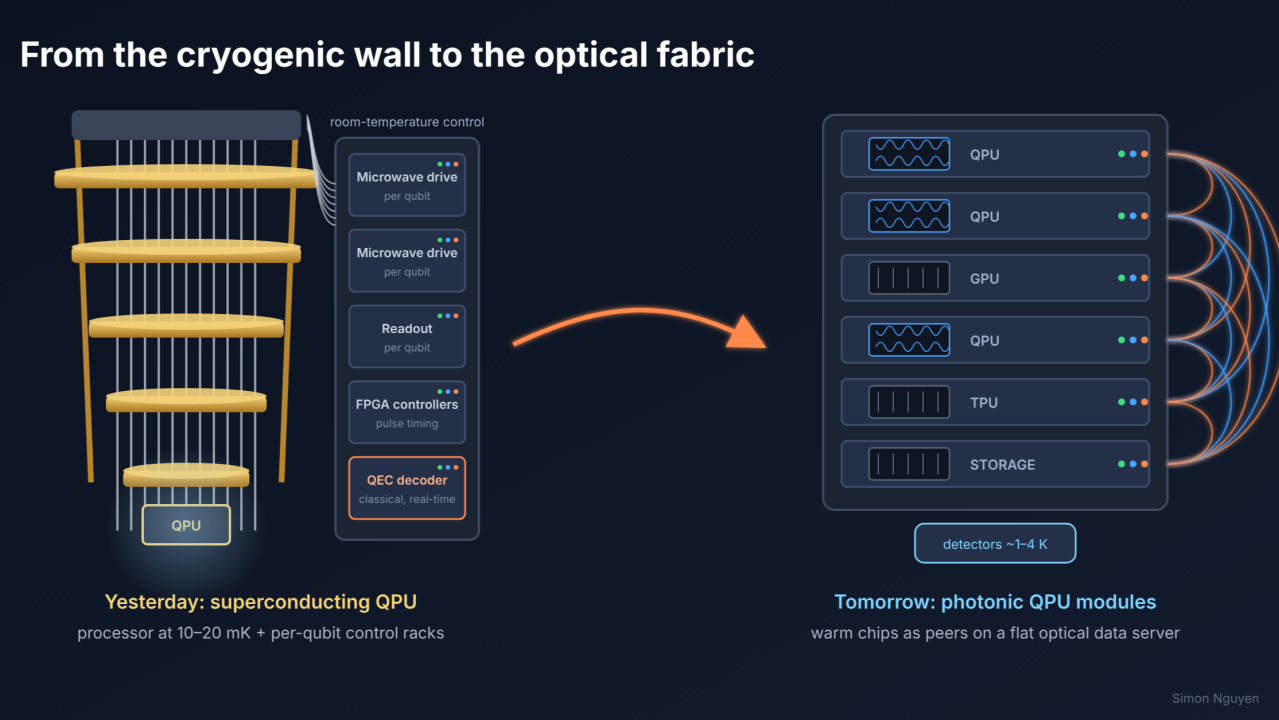 From the cryogenic wall to the optical fabric
room-temperature control
Microwave drive
per qubit
Microwave drive
per qubit
Readout
per qubit
FPGA controllers
pulse timing
QEC decoder
classical, real-time
QPU
Yesterday: superconducting QPU
processor at 10–20 mK + per-qubit control racks
QPU
QPU
GPU
QPU
TPU
STORAGE
detectors ~1–4 K
Tomorrow: photonic QPU modules
warm chips as peers on a flat optical data server
Simon Nguyen